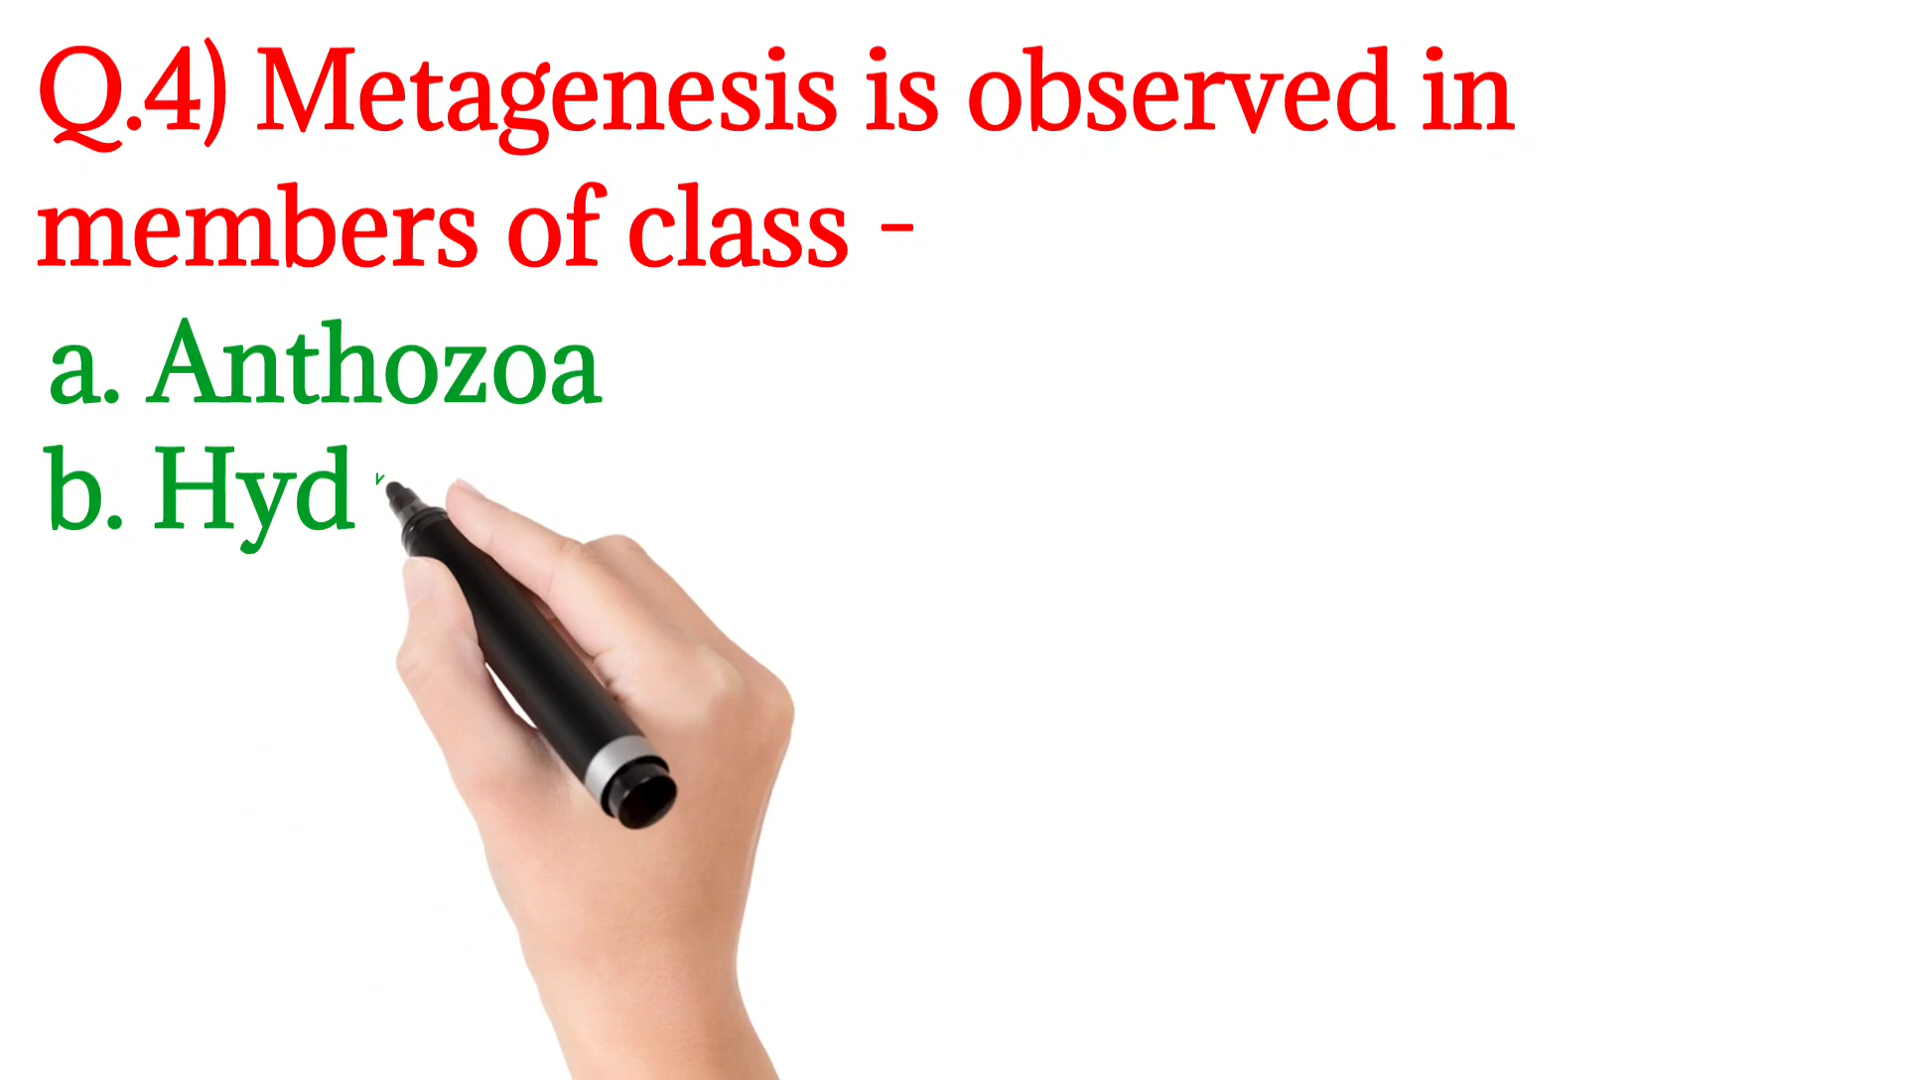 Q.4) Metagenesis is observed in
members of class -
a. Anthozoa
b. Hyd